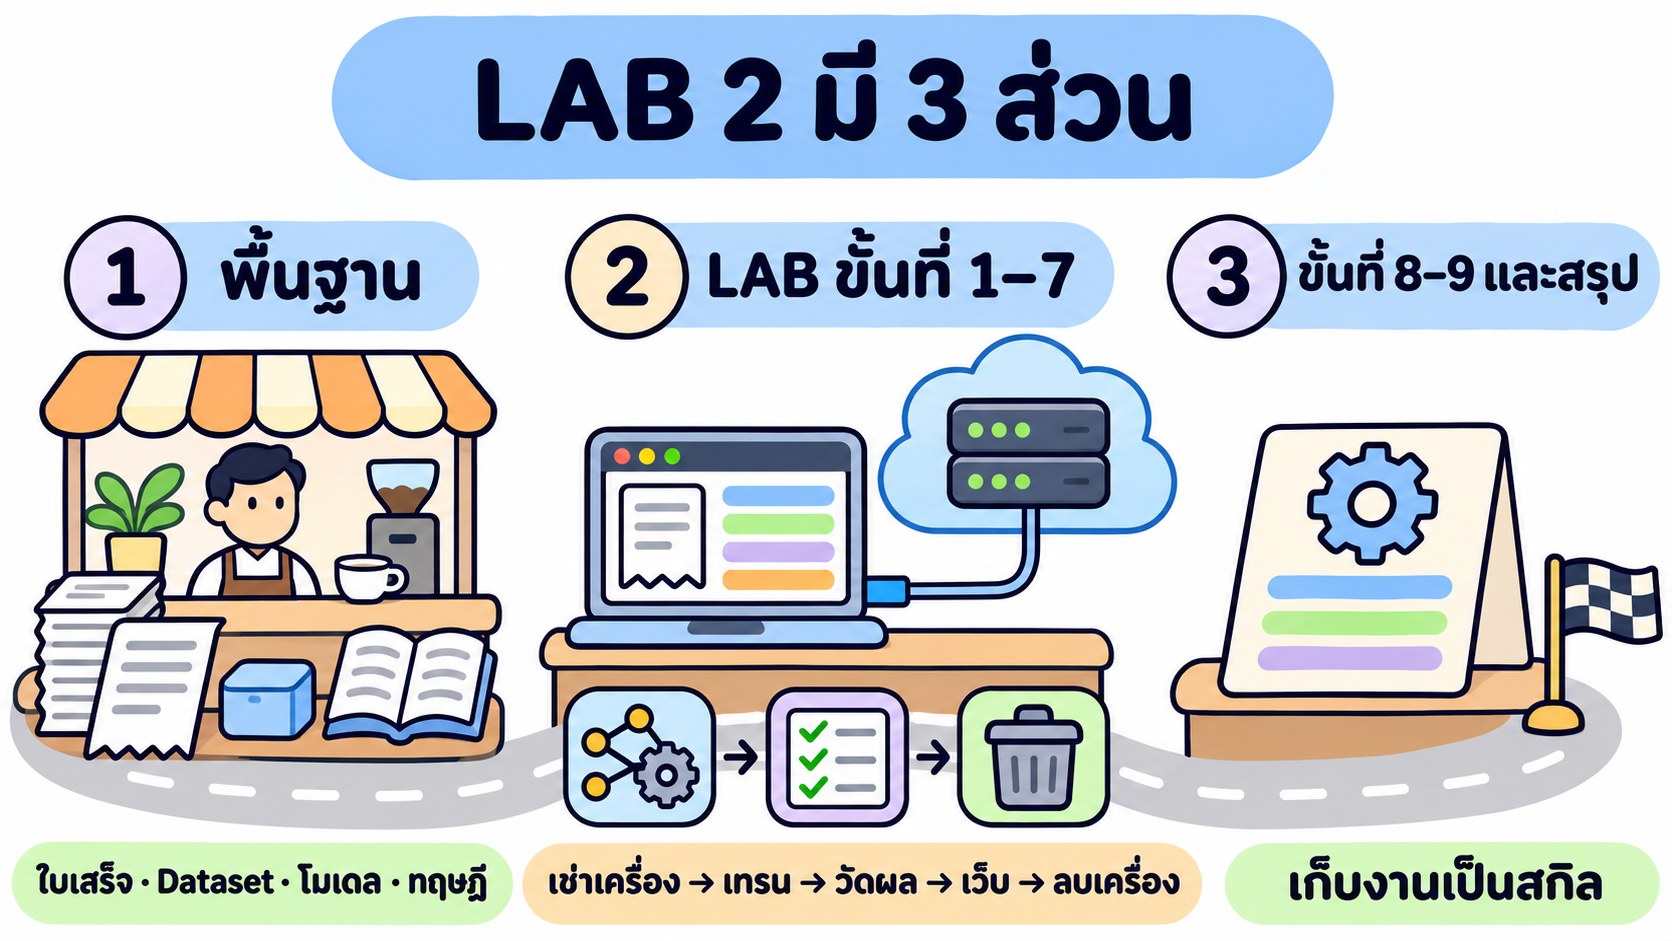 LAB 2 มี 3 ส่วน
1 พื้นฐาน
2 LAB ขั้นที่ 1–7
3 ขั้นที่ 8–9 และสรุป
ใบเสร็จ · Dataset · โมเดล · ทฤษฎี
เช่าเครื่อง → เทรน → วัดผล → เว็บ → ลบเครื่อง
เก็บงานเป็นสกิล